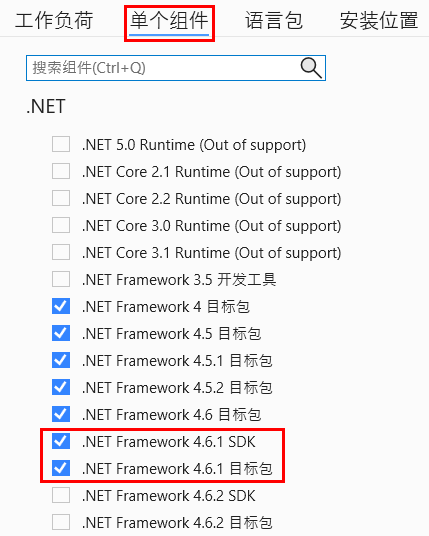 工作负荷 单个组件 语言包 安装位置
搜索组件(Ctrl+Q)
.NET
.NET 5.0 Runtime (Out of support)
.NET Core 2.1 Runtime (Out of support)
.NET Core 2.2 Runtime (Out of support)
.NET Core 3.0 Runtime (Out of support)
.NET Core 3.1 Runtime (Out of support)
.NET Framework 3.5 开发工具
.NET Framework 4 目标包
.NET Framework 4.5 目标包
.NET Framework 4.5.1 目标包
.NET Framework 4.5.2 目标包
.NET Framework 4.6 目标包
.NET Framework 4.6.1 SDK
.NET Framework 4.6.1 目标包
.NET Framework 4.6.2 SDK
.NET Framework 4.6.2 目标包